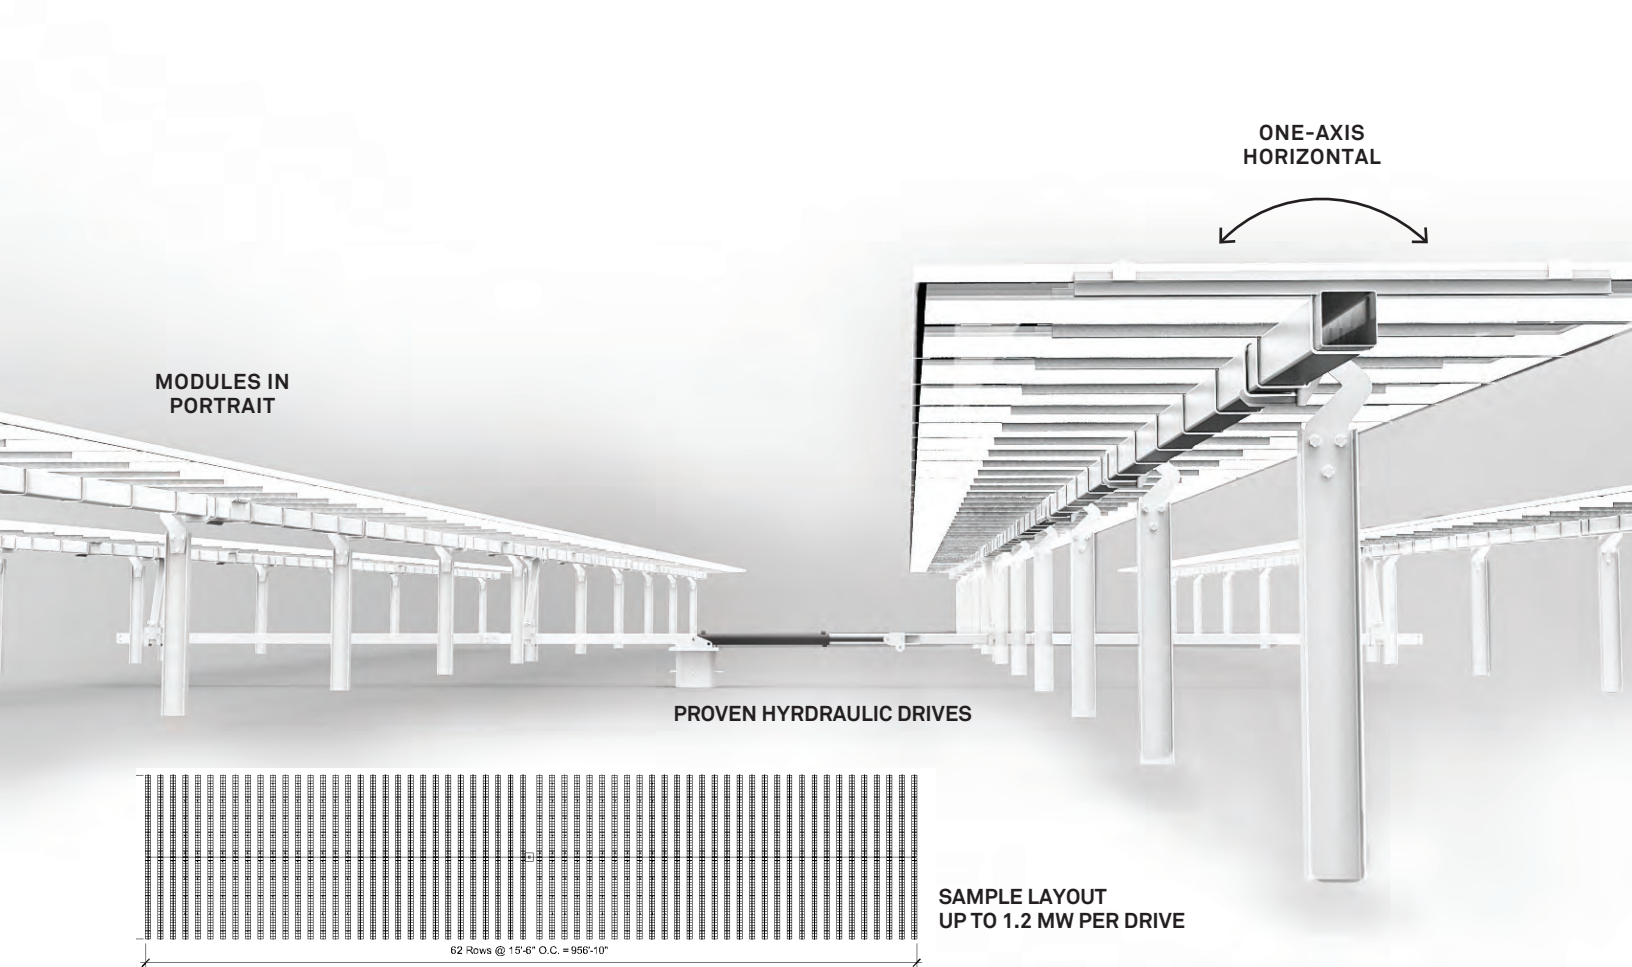 ONE-AXIS
HORIZONTAL
MODULES IN
PORTRAIT
PROVEN HYRDRAULIC DRIVES
SAMPLE LAYOUT
UP TO 1.2 MW PER DRIVE
62 Rows @ 15'-6" O.C. = 956'-10"